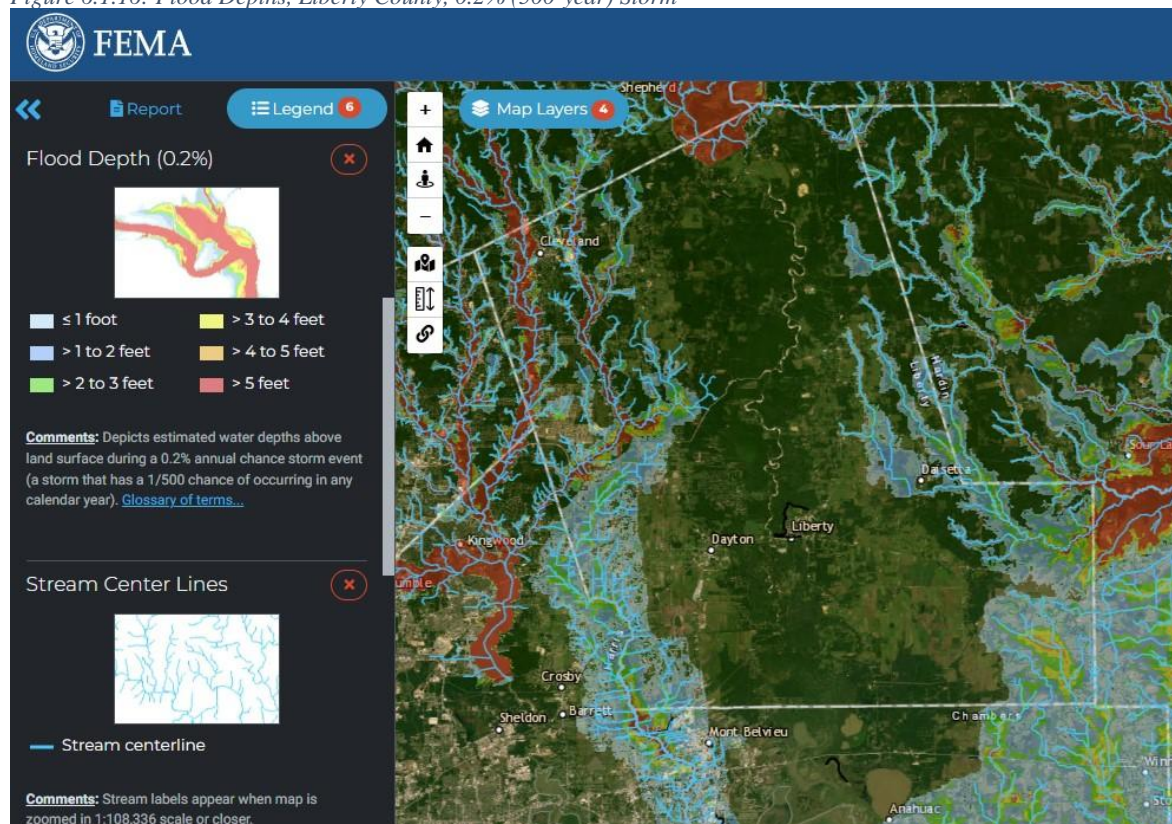 Figure 6.1.16: Flood Depths, Liberty County, 0.2% (500-year) Storm
FEMA
Report
Legend 6
Map Layers 4
Flood Depth (0.2%)
≤ 1 foot
> 3 to 4 feet
> 1 to 2 feet
> 4 to 5 feet
> 2 to 3 feet
> 5 feet
Comments: Depicts estimated water depths above
land surface during a 0.2% annual chance storm event
(a storm that has a 1/500 chance of occurring in any
calendar year). Glossary of terms...
Stream Center Lines
Stream centerline
Comments: Stream labels appear when map is
zoomed in 1:108,336 scale or closer.
+
−
Shepherd
Cleveland
Hardin
Liberty
Daisetta
Liberty
Dayton
Kingwood
Crosby
Barrett
Sheldon
Mont Belvieu
Chambers
Anahuac